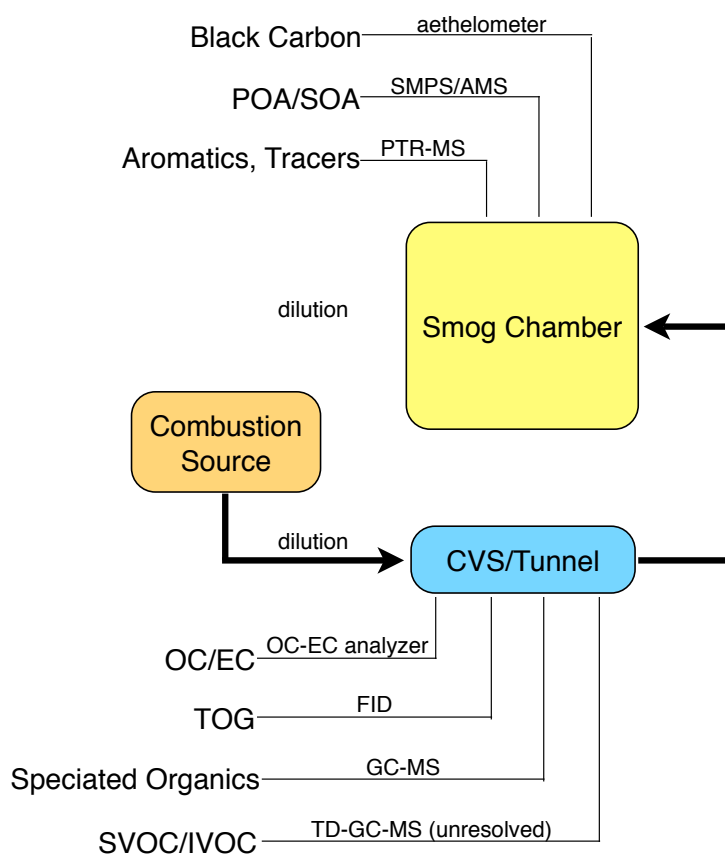 Black Carbon aethelometer
POA/SOA SMPS/AMS
Aromatics, Tracers PTR-MS
dilution
Smog Chamber
Combustion
Source
dilution
CVS/Tunnel
OC/EC OC-EC analyzer
TOG FID
Speciated Organics GC-MS
SVOC/IVOC TD-GC-MS (unresolved)